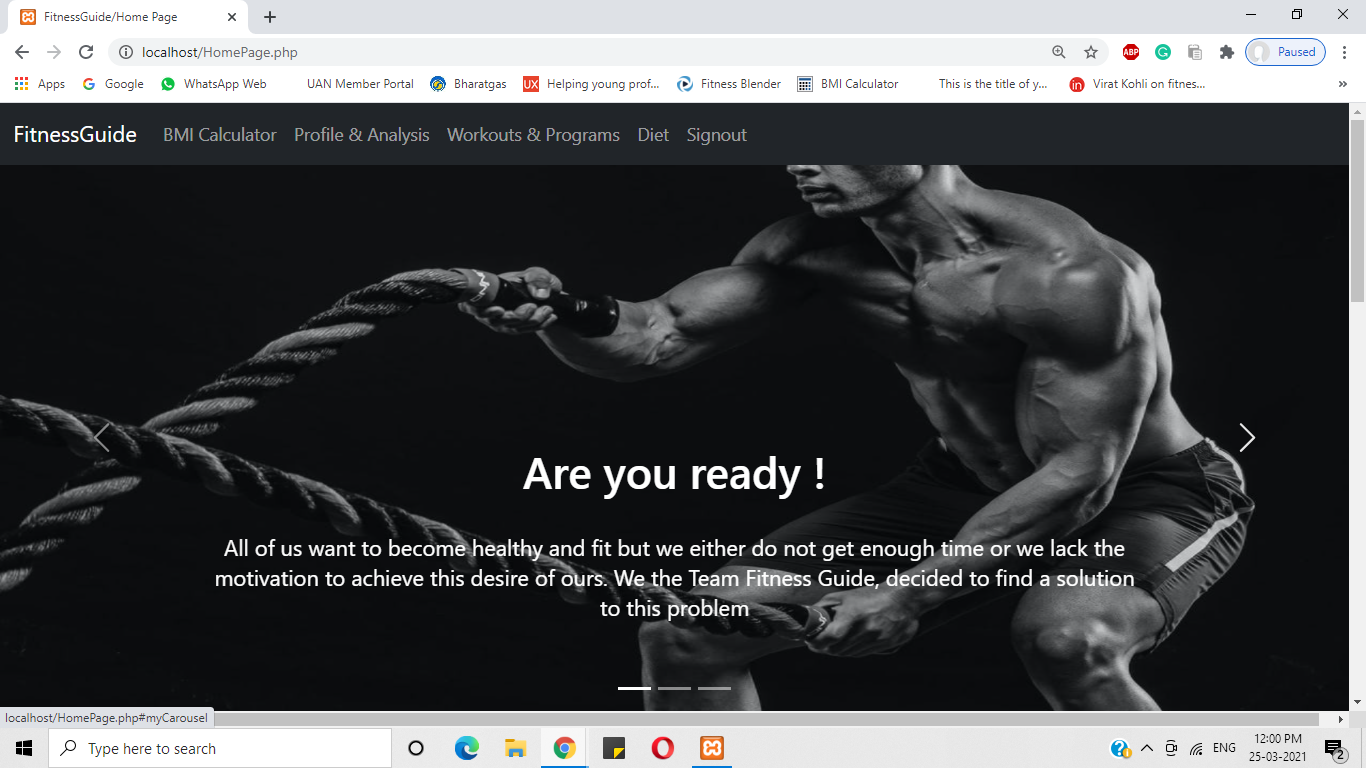 FitnessGuide/Home Page
localhost/HomePage.php
ABP
Paused
Apps
Google
WhatsApp Web
UAN Member Portal
Bharatgas
UX
Helping young prof...
Fitness Blender
BMI Calculator
This is the title of y...
in
Virat Kohli on fitnes...
»
FitnessGuide
BMI Calculator
Profile & Analysis
Workouts & Programs
Diet
Signout
Are you ready !
All of us want to become healthy and fit but we either do not get enough time or we lack the
motivation to achieve this desire of ours. We the Team Fitness Guide, decided to find a solution
to this problem
localhost/HomePage.php#myCarousel
Type here to search
ENG
12:00 PM
25-03-2021
2